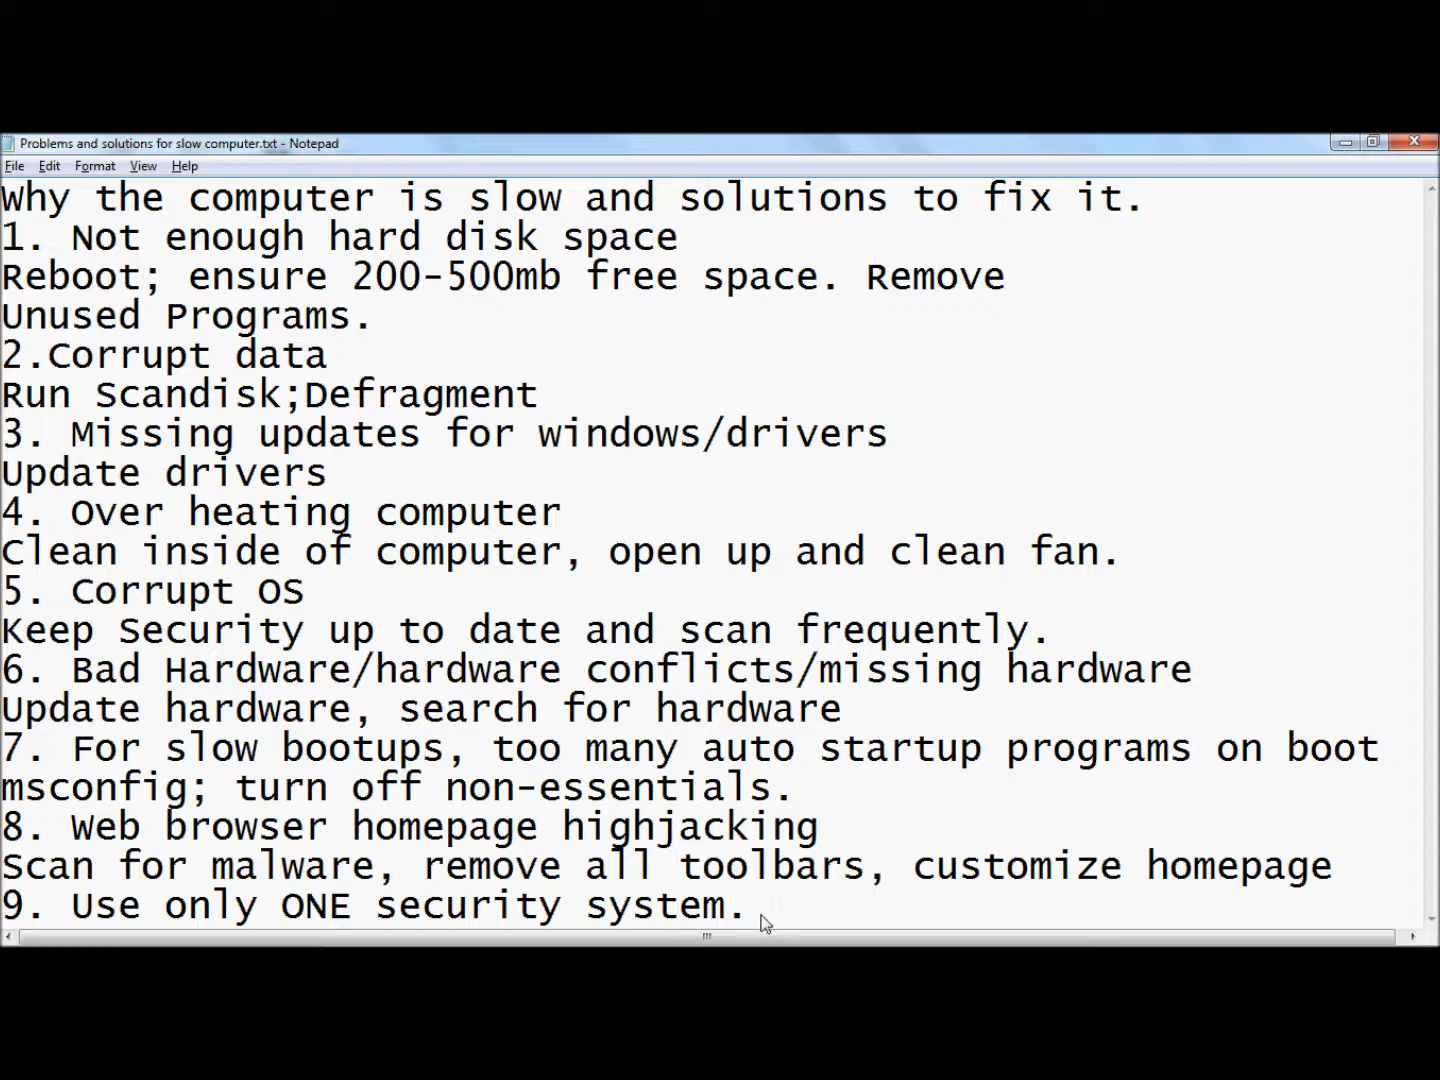 Problems and solutions for slow computer.txt - Notepad
File Edit Format View Help
Why the computer is slow and solutions to fix it.
1. Not enough hard disk space
Reboot; ensure 200-500mb free space. Remove
Unused Programs.
2.Corrupt data
Run Scandisk;Defragment
3. Missing updates for windows/drivers
Update drivers
4. Over heating computer
Clean inside of computer, open up and clean fan.
5. Corrupt OS
Keep Security up to date and scan frequently.
6. Bad Hardware/hardware conflicts/missing hardware
Update hardware, search for hardware
7. For slow bootups, too many auto startup programs on boot
msconfig; turn off non-essentials.
8. Web browser homepage highjacking
Scan for malware, remove all toolbars, customize homepage
9. Use only ONE security system.